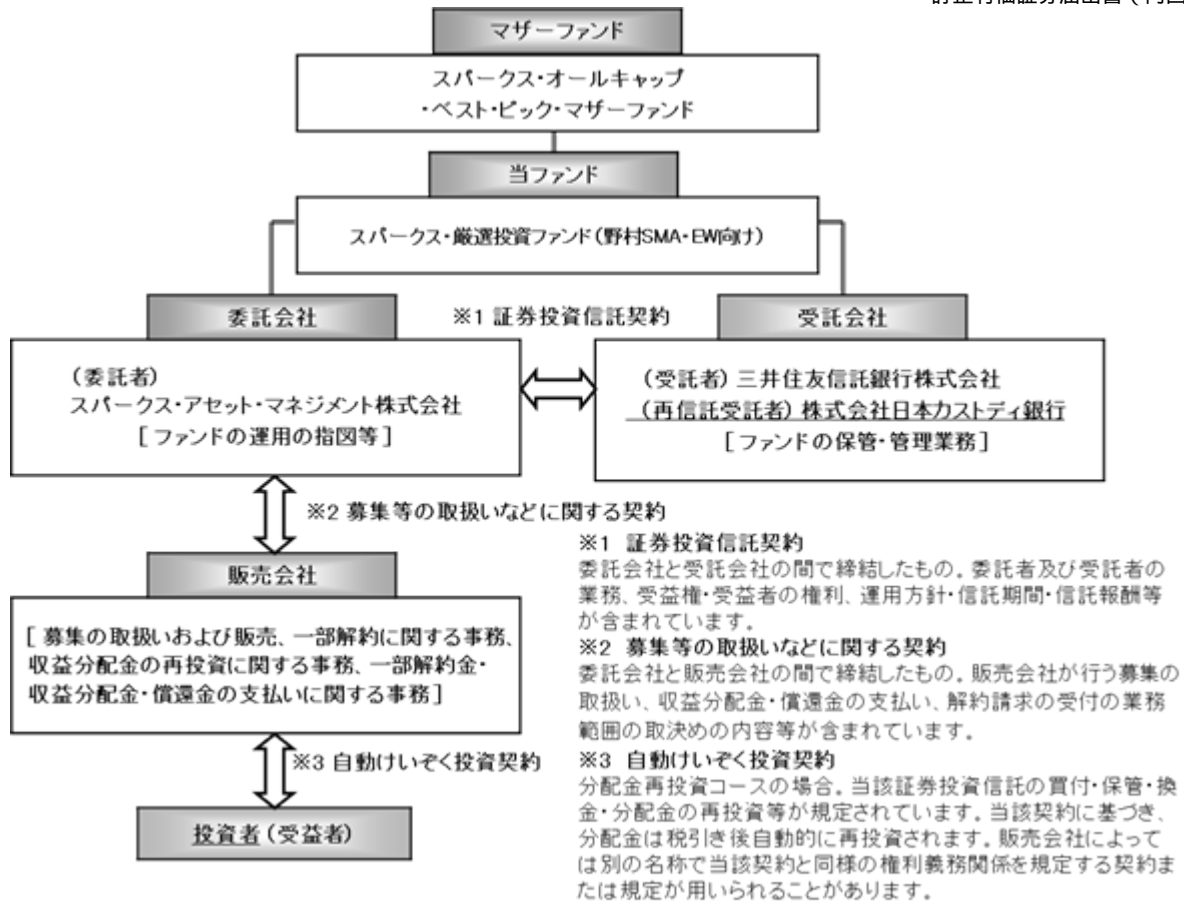 マザーファンド
スパークス・オールキャップ
・ベスト・ピック・マザーファンド
当ファンド
スパークス・厳選投資ファンド(野村SMA・EW向け)
委託会社
※1 証券投資信託契約
受託会社
(委託者)
スパークス・アセット・マネジメント株式会社
[ファンドの運用の指図等]
(受託者) 三井住友信託銀行株式会社
(再信託受託者) 株式会社日本カストディ銀行
[ファンドの保管・管理業務]
※2 募集等の取扱いなどに関する契約
販売会社
[ 募集の取扱いおよび販売、一部解約に関する事務、
収益分配金の再投資に関する事務、一部解約金・
収益分配金・償還金の支払いに関する事務]
※3 自動けいぞく投資契約
投資者(受益者)
※1 証券投資信託契約
委託会社と受託会社の間で締結したもの。委託者及び受託者の
業務、受益権・受益者の権利、運用方針・信託期間・信託報酬等
が含まれています。
※2 募集等の取扱いなどに関する契約
委託会社と販売会社の間で締結したもの。販売会社が行う募集の
取扱い、収益分配金・償還金の支払い、解約請求の受付の業務
範囲の取決めの内容等が含まれています。
※3 自動けいぞく投資契約
分配金再投資コースの場合。当該証券投資信託の買付・保管・換
金・分配金の再投資等が規定されています。当該契約に基づき、
分配金は税引き後自動的に再投資されます。販売会社によって
は別の名称で当該契約と同様の権利義務関係を規定する契約ま
たは規定が用いられることがあります。